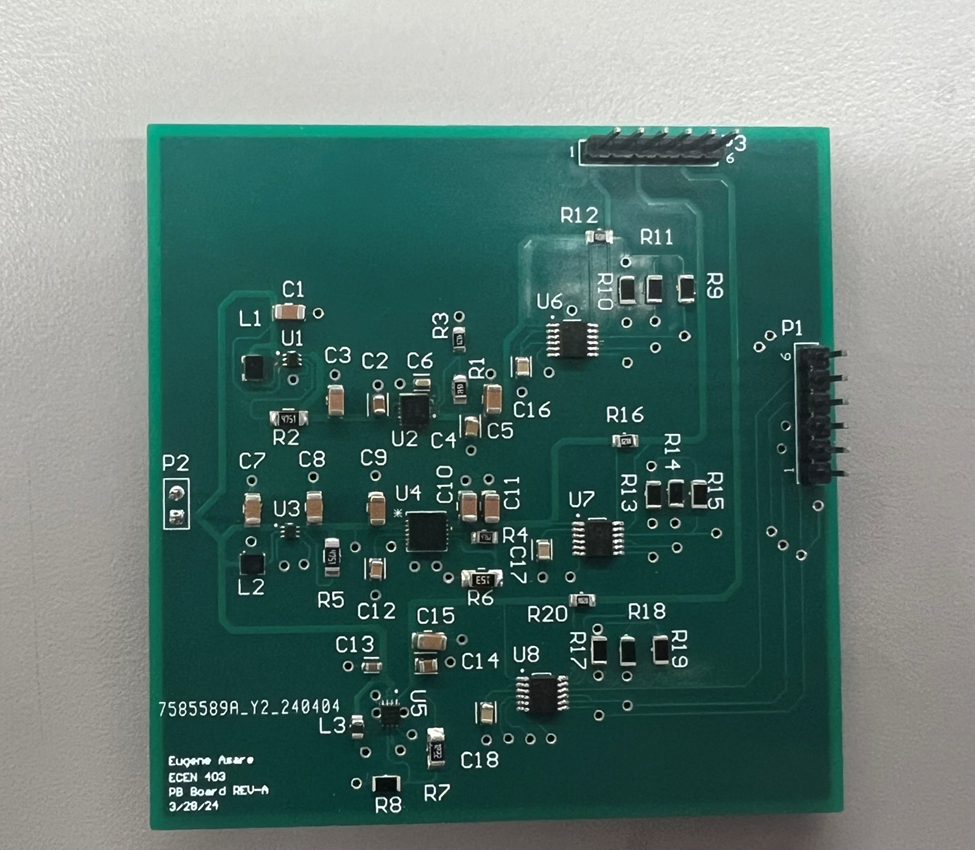 1
P3
6
R12
R11
R10
R9
U6
C1
L1
U1
R3
P1
6
C3
C2
C6
R1
C16
R2
U2
C4
C5
R16
P2
C7
C8
C9
U4
C10
C11
R14
R13
R15
U7
1
U3
R4
C17
L2
R5
C12
153
R6
R20
R18
C15
R17
R19
C13
C14
U8
7585589A_Y2_240404
L3
U5
C18
Eugene Asare
ECEN 403
PB Board REV-A
3/28/24
R8
R7